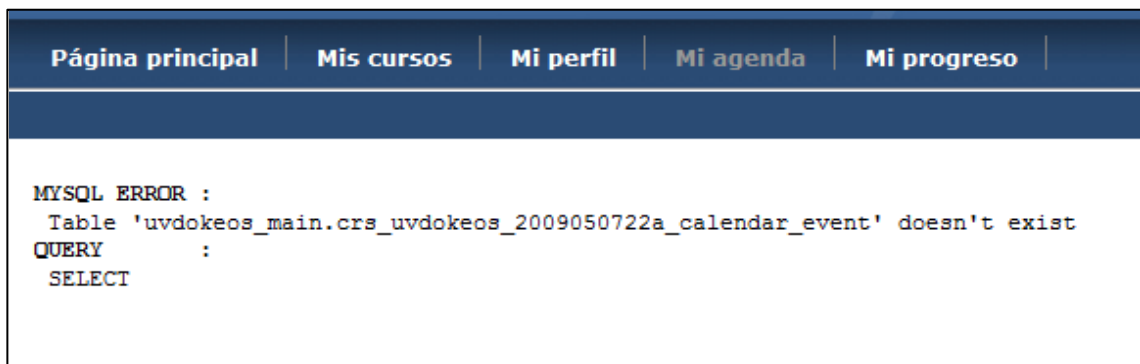 Página principal Mis cursos Mi perfil Mi agenda Mi progreso
MYSQL ERROR :
Table 'uvdokeos_main.crs_uvdokeos_2009050722a_calendar_event' doesn't exist
QUERY :
SELECT